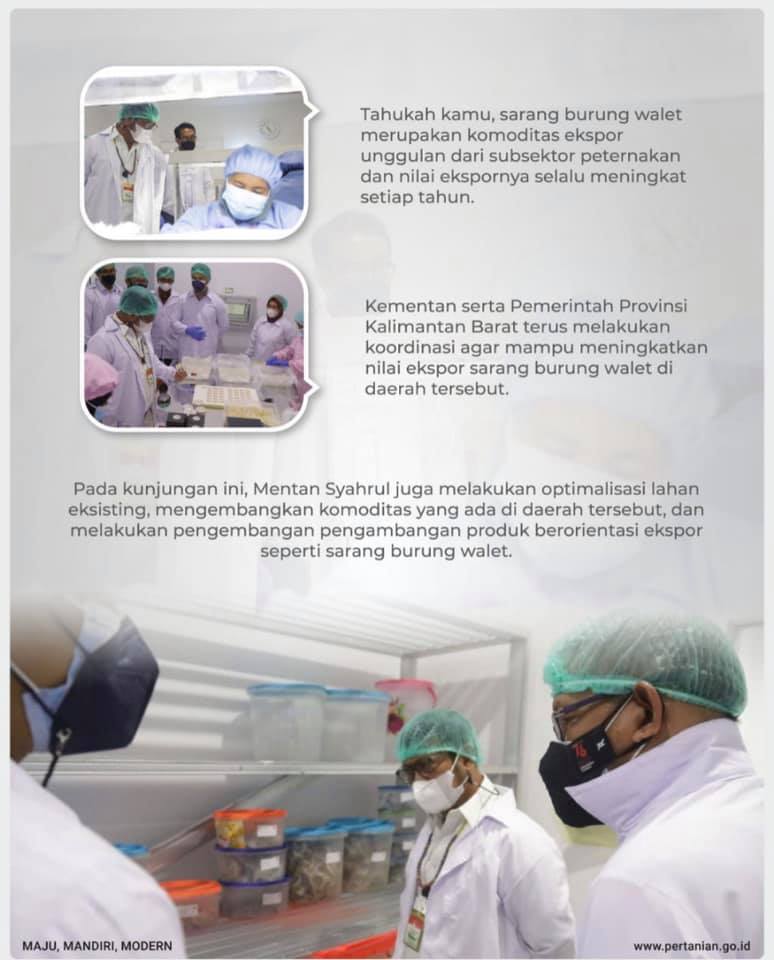 Tahukah kamu, sarang burung walet
merupakan komoditas ekspor
unggulan dari subsektor peternakan
dan nilai ekspornya selalu meningkat
setiap tahun.
Kementan serta Pemerintah Provinsi
Kalimantan Barat terus melakukan
koordinasi agar mampu meningkatkan
nilai ekspor sarang burung walet di
daerah tersebut.
Pada kunjungan ini, Mentan Syahrul juga melakukan optimalisasi lahan
eksisting, mengembangkan komoditas yang ada di daerah tersebut, dan
melakukan pengembangan pengambangan produk berorientasi ekspor
seperti sarang burung walet.
MAJU, MANDIRI, MODERN
www.pertanian.go.id